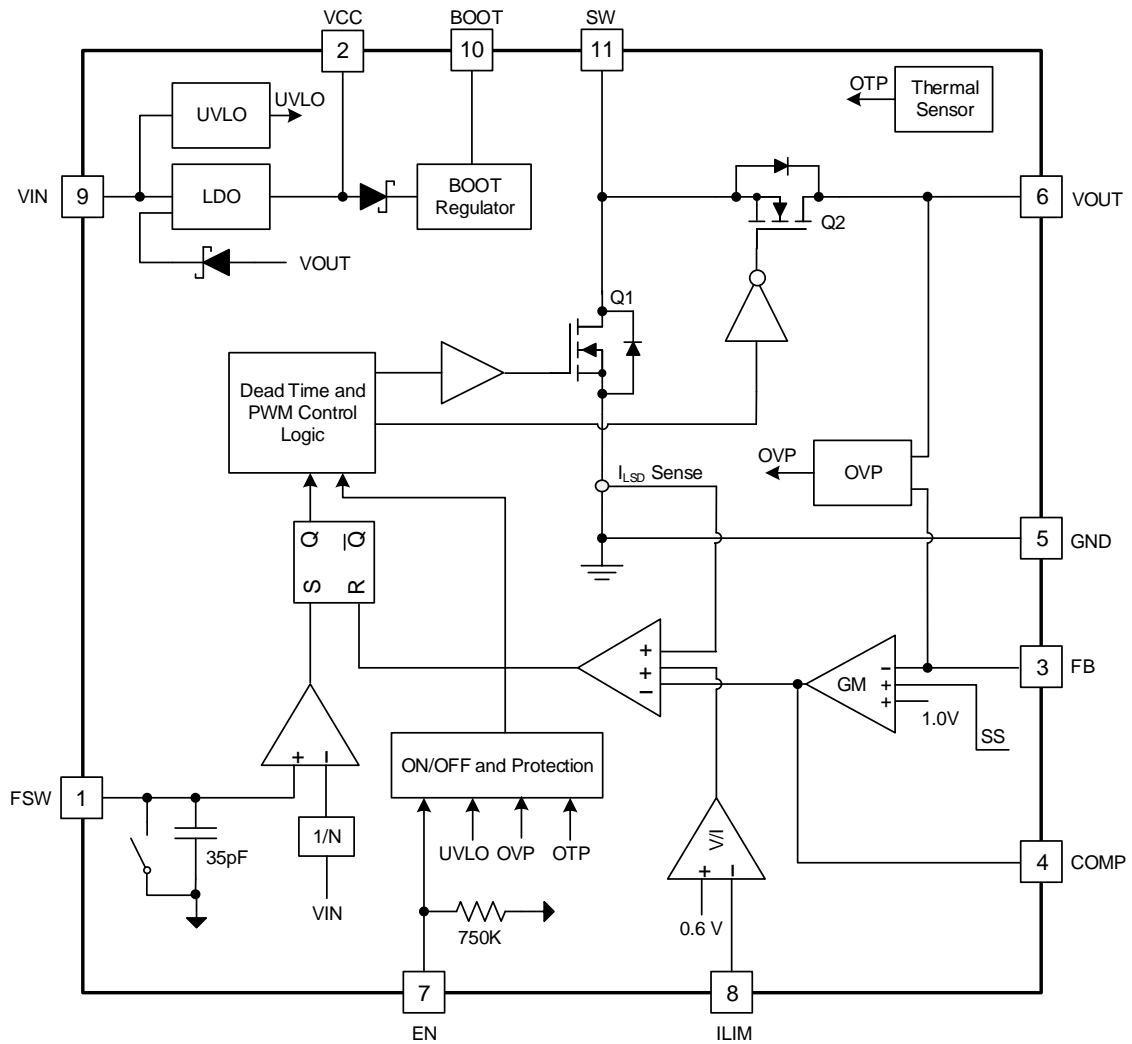 VCC
BOOT
SW
2
10
11
UVLO
UVLO
OTP
Thermal
Sensor
VIN
9
LDO
BOOT
Regulator
6
VOUT
VOUT
Q2
Q1
Dead Time and
PWM Control
Logic
OVP
OVP
I_LSD Sense
Q
Q̅
S
R
5
GND
+
+
−
GM
−
+
+
3
FB
1.0V
SS
+
−
ON/OFF and Protection
FSW
1
35pF
1/N
VIN
UVLO
OVP
OTP
V/I
+
−
4
COMP
750K
0.6 V
7
8
EN
ILIM